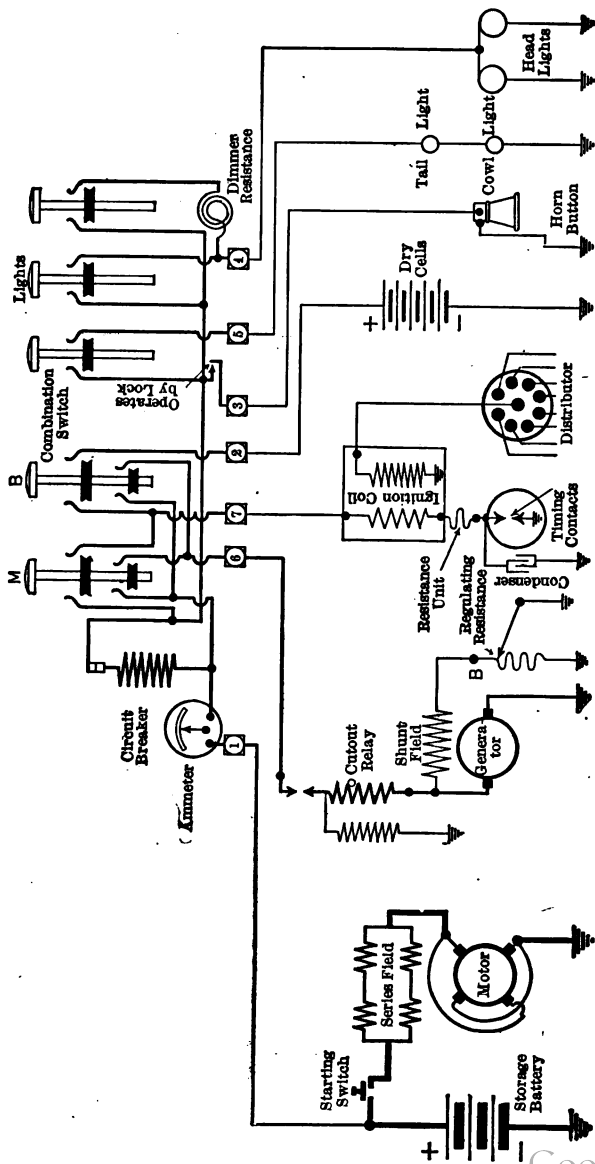 M
B
Combination
Switch
Lights
Circuit
Breaker
Ammeter
Operates
by Lock
Dimmer
Resistance
1
6
7
2
3
5
4
Starting
Switch
Series Field
Motor
+
-
Storage
Battery
Cutout
Relay
Shunt
Field
Genera
tor
B
Regulating
Resistance
Resistance
Unit
Ignition Coil
Condenser
Timing
Contacts
Distributor
+
-
Dry
Cells
Horn
Button
Tail
Light
Cowl
Light
Head
Lights
Goo